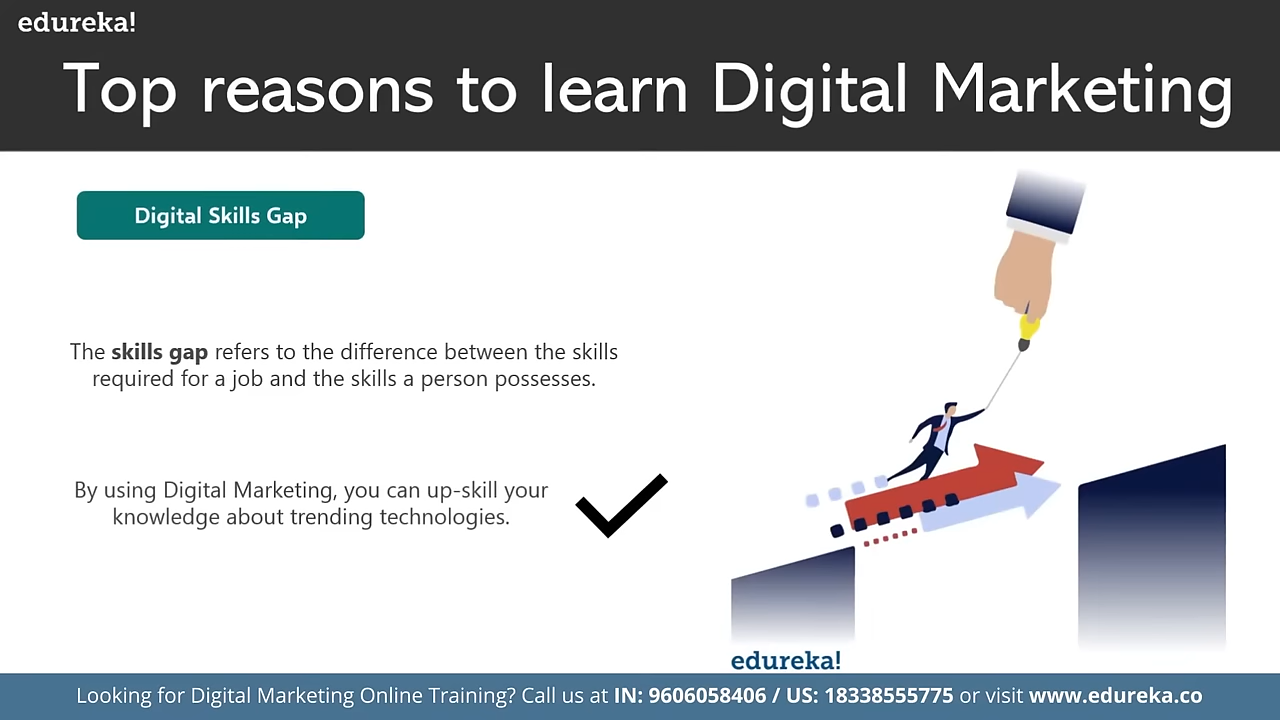 edureka!
Top reasons to learn Digital Marketing
Digital Skills Gap
The skills gap refers to the difference between the skills
required for a job and the skills a person possesses.
By using Digital Marketing, you can up-skill your
knowledge about trending technologies.
edureka!
Looking for Digital Marketing Online Training? Call us at IN: 9606058406 / US: 18338555775 or visit www.edureka.co